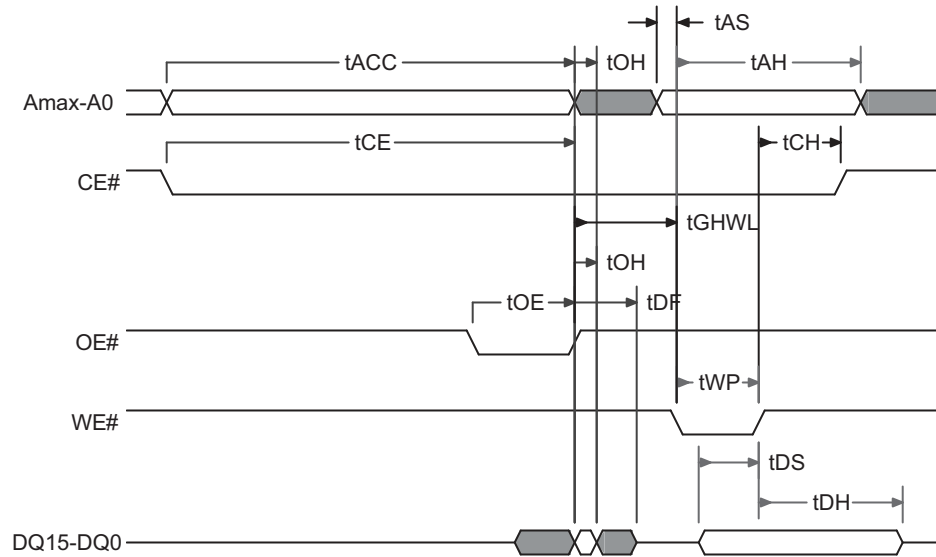 tAS
tACC
tOH
tAH
Amax-A0
tCE
tCH
CE#
tGHWL
tOH
tOE
tDF
OE#
tWP
WE#
tDS
tDH
DQ15-DQ0